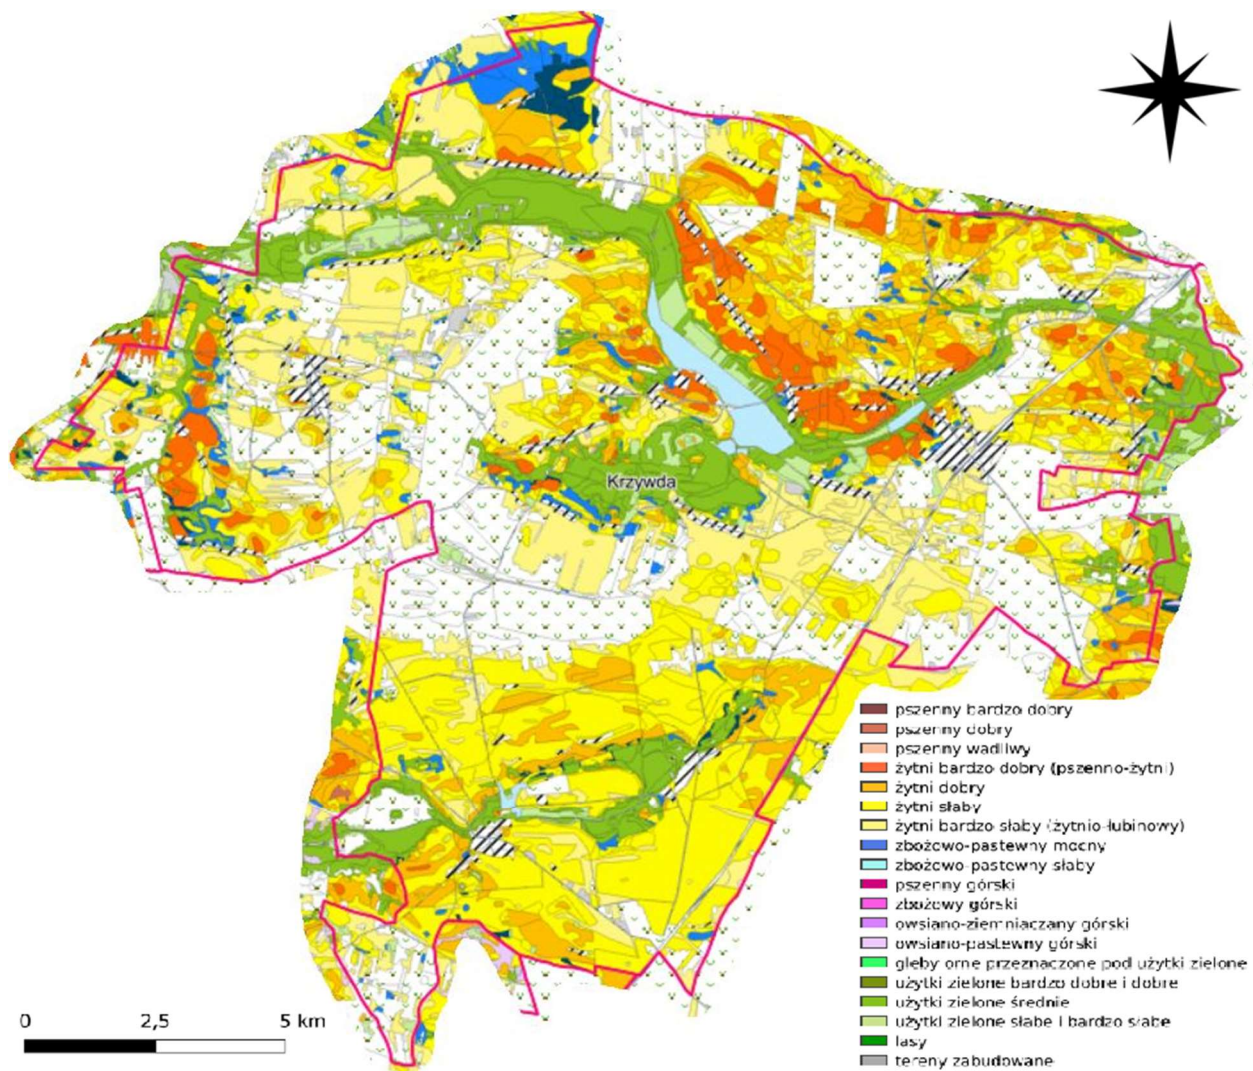 Krzywda
pszenny bardzo dobry
pszenny dobry
pszenny wadliwy
żytni bardzo dobry (pszenno-żytni)
żytni dobry
żytni słaby
żytni bardzo słaby (żytnio-łubinowy)
zbożowo-pastewny mocny
zbożowo-pastewny słaby
pszenny górski
zbożowy górski
owsiano-ziemniaczany górski
owsiano-pastewny górski
gleby orne przeznaczone pod użytki zielone
użytki zielone bardzo dobre i dobre
użytki zielone średnie
użytki zielone słabe i bardzo słabe
lasy
tereny zabudowane
0 2,5 5 km